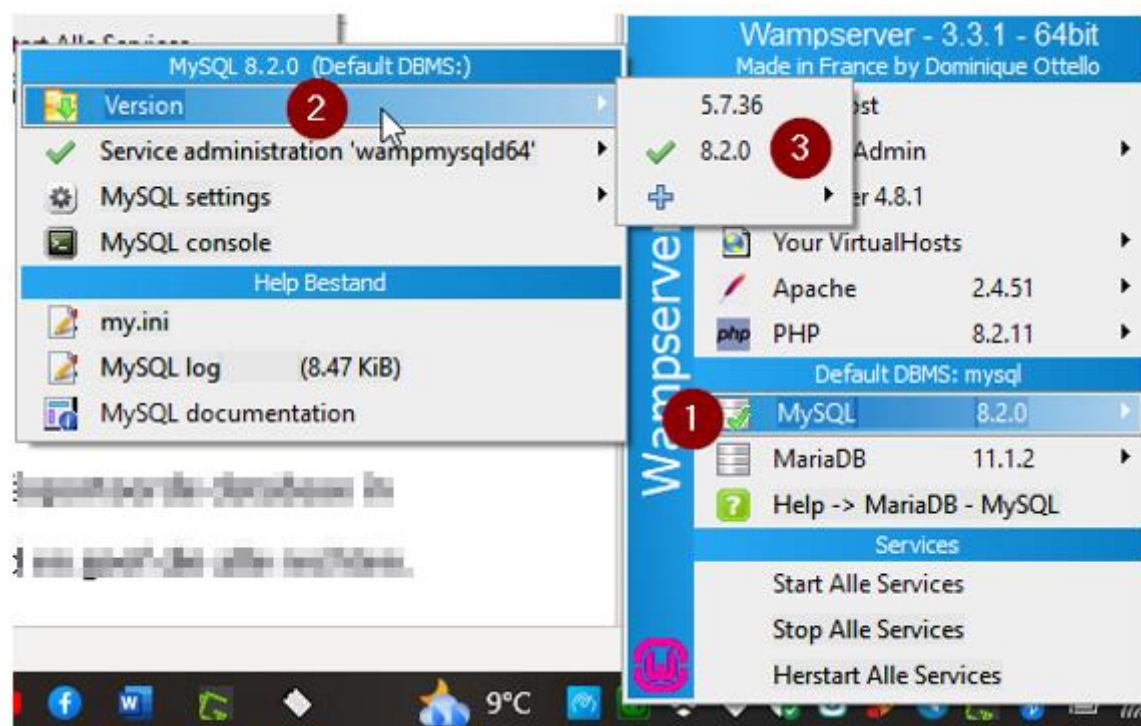 MySQL 8.2.0 (Default DBMS:)
Version
2
Service administration 'wampmysqld64'
MySQL settings
MySQL console
Help Bestand
my.ini
MySQL log (8.47 KiB)
MySQL documentation
5.7.36
8.2.0
3
Wampserver - 3.3.1 - 64bit
Made in France by Dominique Ottello
Admin
4.8.1
Your VirtualHosts
Apache 2.4.51
PHP 8.2.11
Default DBMS: mysql
1
MySQL 8.2.0
MariaDB 11.1.2
Help -> MariaDB - MySQL
Services
Start Alle Services
Stop Alle Services
Herstart Alle Services
Wampserver
9°C